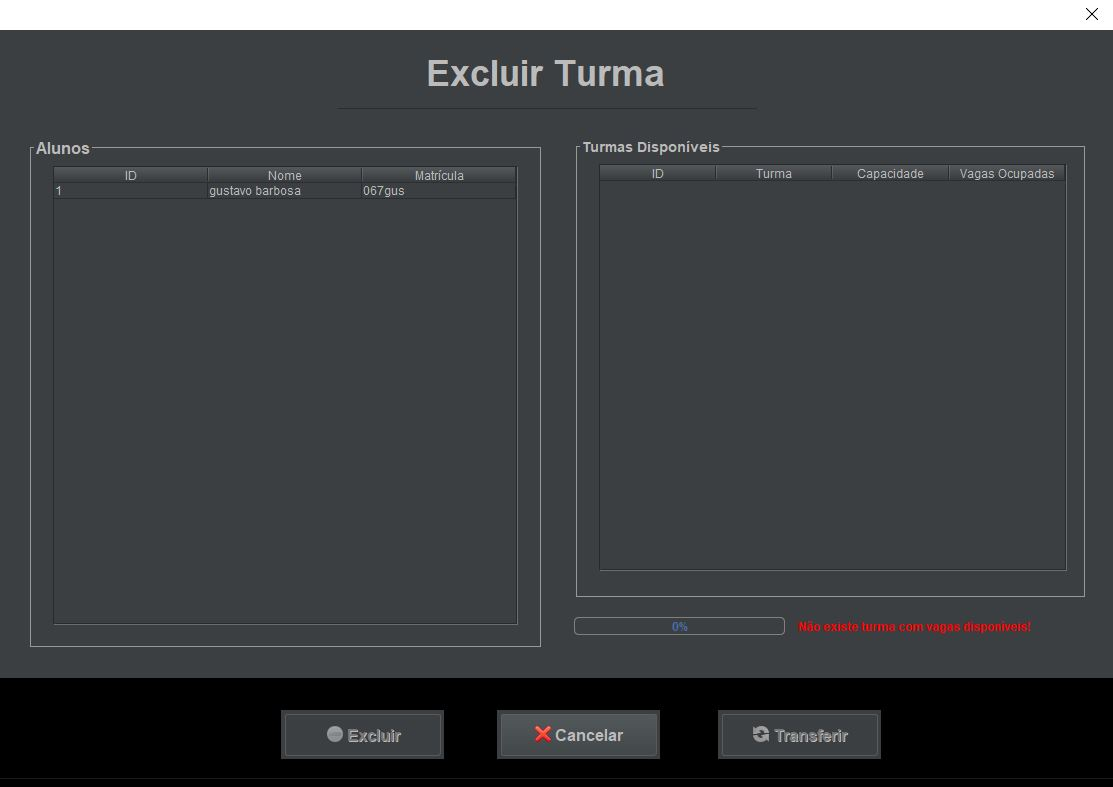 Excluir Turma
Alunos
ID Nome Matrícula
1 gustavo barbosa 067gus
Turmas Disponíveis
ID Turma Capacidade Vagas Ocupadas
0% Não existe turma com vagas disponíveis!
Excluir Cancelar Transferir